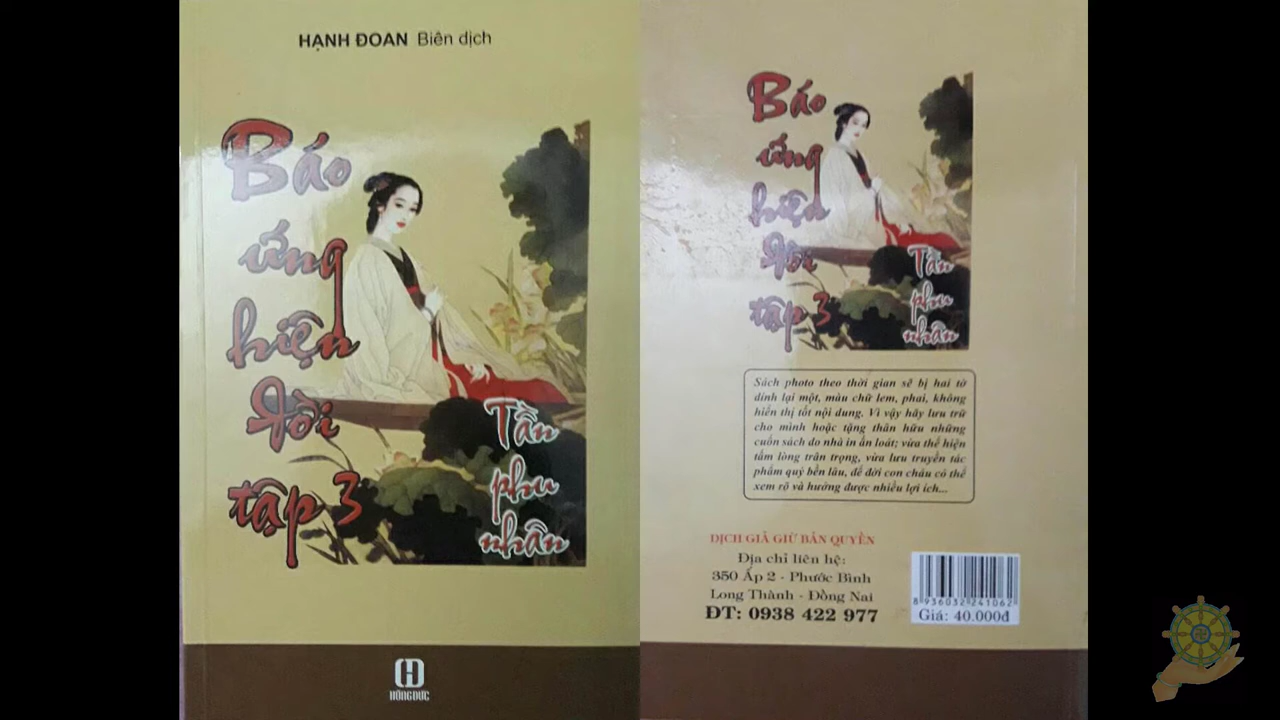 HẠNH ĐOAN Biên dịch
Báo
ứng
hiện
đời
tập 3
Tần
phu
nhân
HỒNG ĐỨC
Báo
ứng
hiện
đời
tập 3
Tần
phu
nhân
Sách photo theo thời gian sẽ bị hai tờ
dính lại một, màu chữ lem, phai, không
hiển thị tốt nội dung. Vì vậy hãy lưu trữ
cho mình hoặc tặng thân hữu những
cuốn sách do nhà in ấn loát; vừa thể hiện
tấm lòng trân trọng, vừa lưu truyền tác
phẩm quý bền lâu, để đời con cháu có thể
xem rõ và hưởng được nhiều lợi ích...
DỊCH GIẢ GIỮ BẢN QUYỀN
Địa chỉ liên hệ:
350 Ấp 2 - Phước Bình
Long Thành - Đồng Nai
ĐT: 0938 422 977
8 936032 241062
Giá: 40.000đ